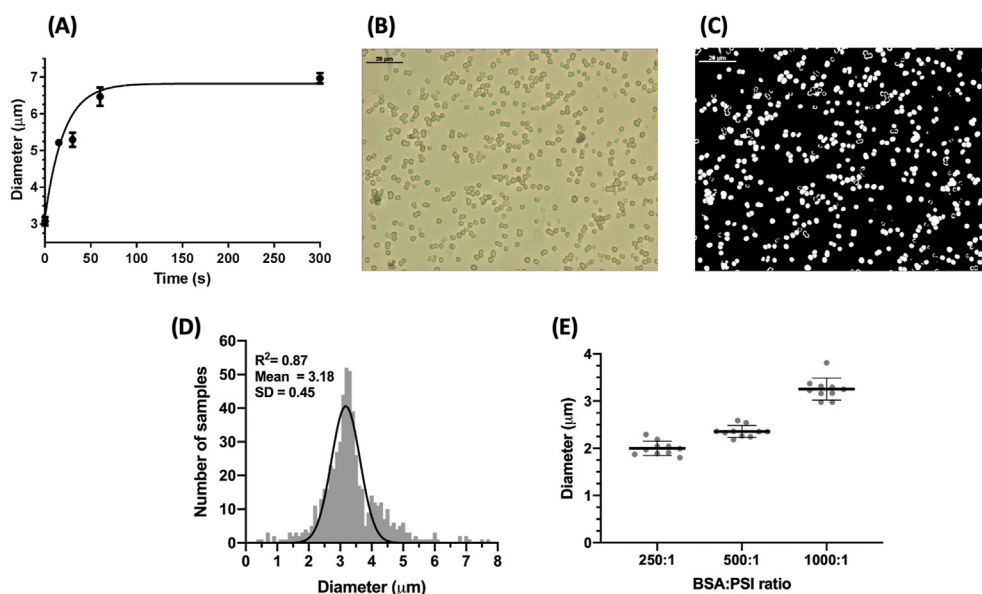 (A)
Diameter (μm)
7
6
5
4
3
0 50 100 150 200 250 300
Time (s)
(B)
20 μm
(C)
20 μm
(D)
Number of samples
60
50
40
30
20
10
0
R²= 0.87
Mean = 3.18
SD = 0.45
0 1 2 3 4 5 6 7 8
Diameter (μm)
(E)
Diameter (μm)
4
3
2
1
0
250:1 500:1 1000:1
BSA:PSI ratio